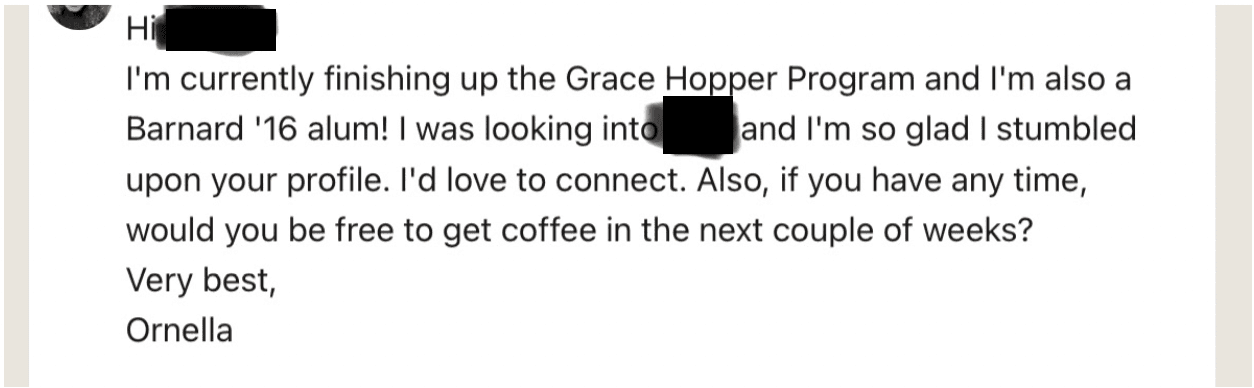 Hi
I'm currently finishing up the Grace Hopper Program and I'm also a
Barnard '16 alum! I was looking into and I'm so glad I stumbled
upon your profile. I'd love to connect. Also, if you have any time,
would you be free to get coffee in the next couple of weeks?
Very best,
Ornella